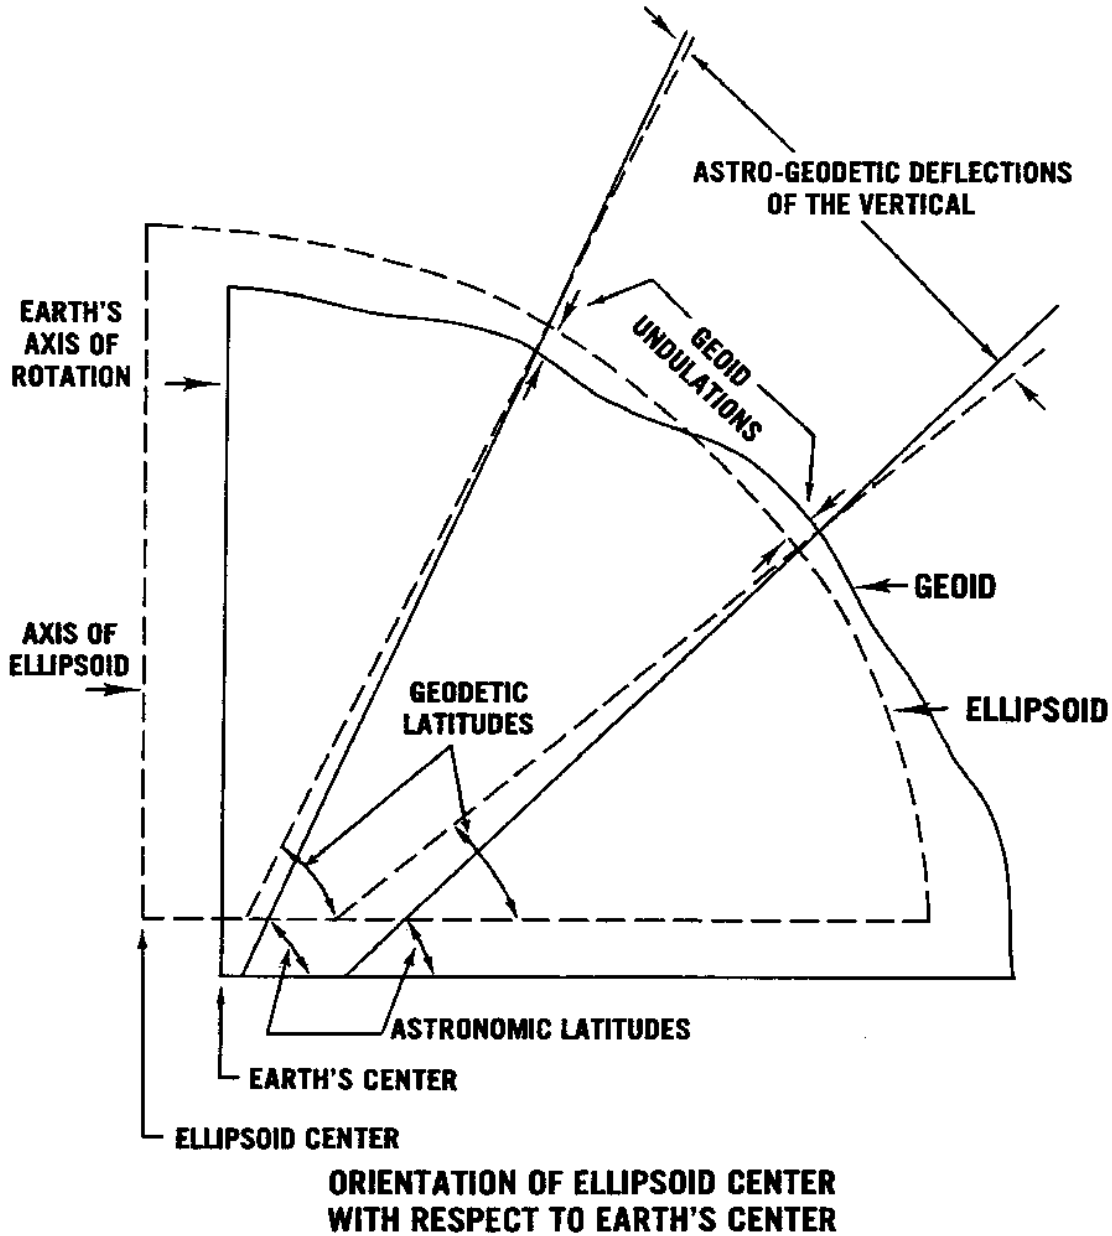 ASTRO-GEODETIC DEFLECTIONS
OF THE VERTICAL
EARTH'S
AXIS OF
ROTATION
GEOID
UNDULATIONS
GEOID
AXIS OF
ELLIPSOID
GEODETIC
LATITUDES
ELLIPSOID
ASTRONOMIC LATITUDES
EARTH'S CENTER
ELLIPSOID CENTER
ORIENTATION OF ELLIPSOID CENTER
WITH RESPECT TO EARTH'S CENTER